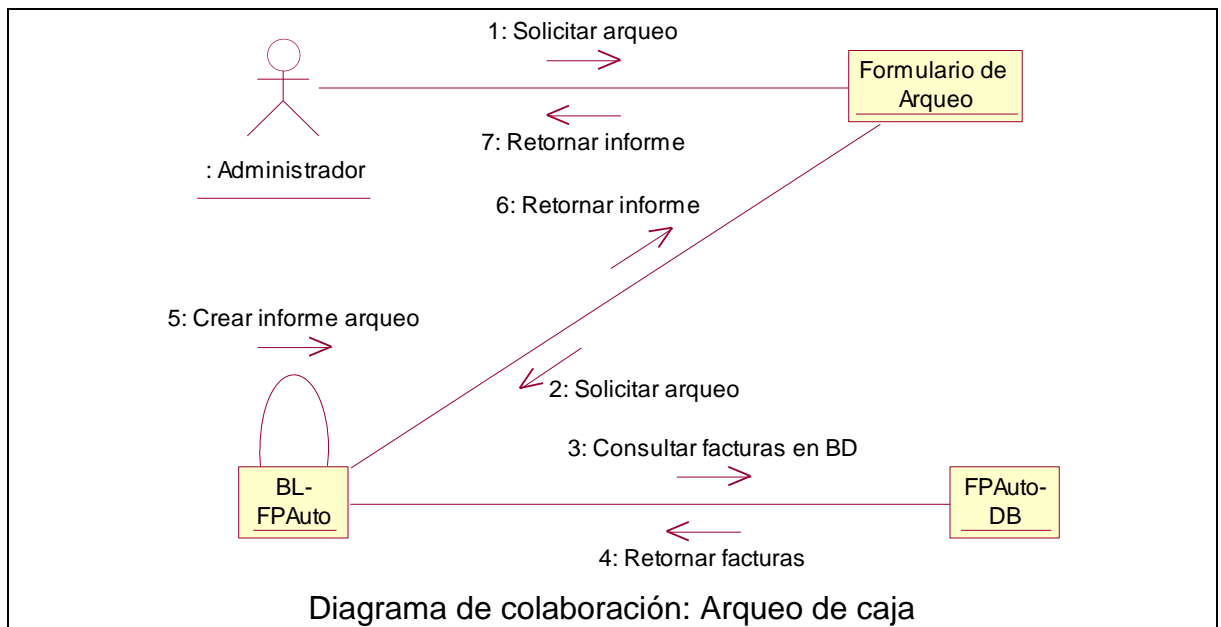 1: Solicitar arqueo
Formulario de
Arqueo
7: Retornar informe
: Administrador
6: Retornar informe
5: Crear informe arqueo
2: Solicitar arqueo
3: Consultar facturas en BD
BL-
FPAuto
FPAuto-
DB
4: Retornar facturas
Diagrama de colaboración: Arqueo de caja